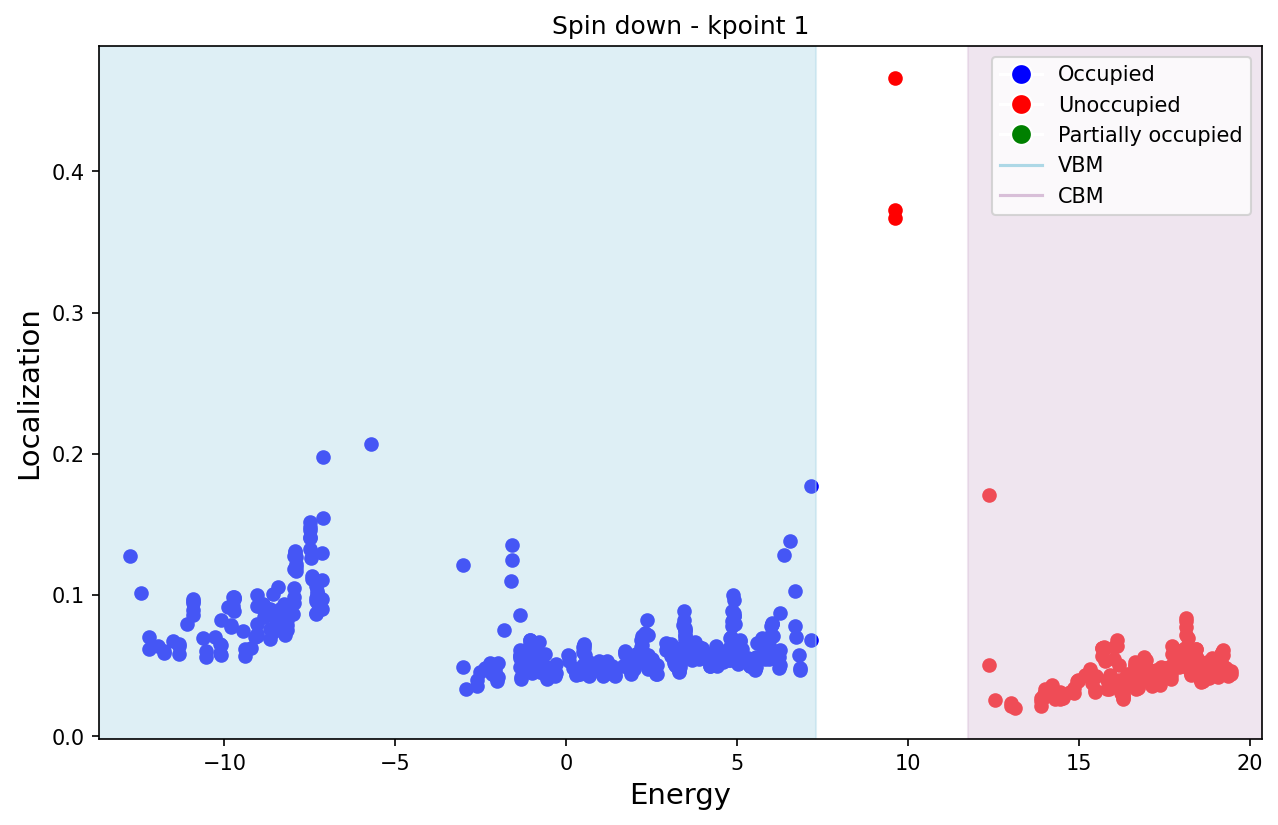 Spin down - kpoint 1
Localization
0.4
0.3
0.2
0.1
0.0
−10
−5
0
5
10
15
20
Energy
Occupied
Unoccupied
Partially occupied
VBM
CBM